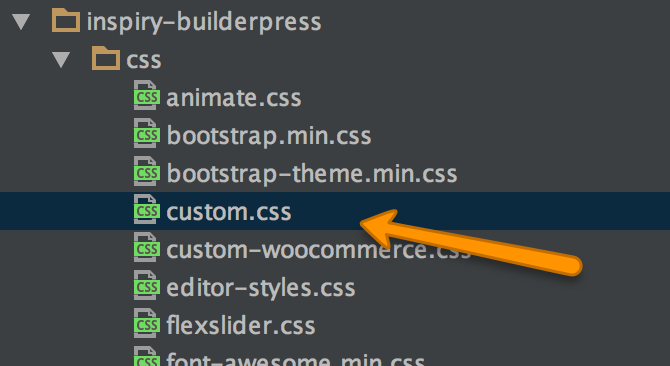 inspiry-builderpress
css
CSS animate.css
CSS bootstrap.min.css
CSS bootstrap-theme.min.css
CSS custom.css
CSS custom-woocommerce.css
CSS editor-styles.css
CSS flexslider.css
CSS font-awesome.min.css